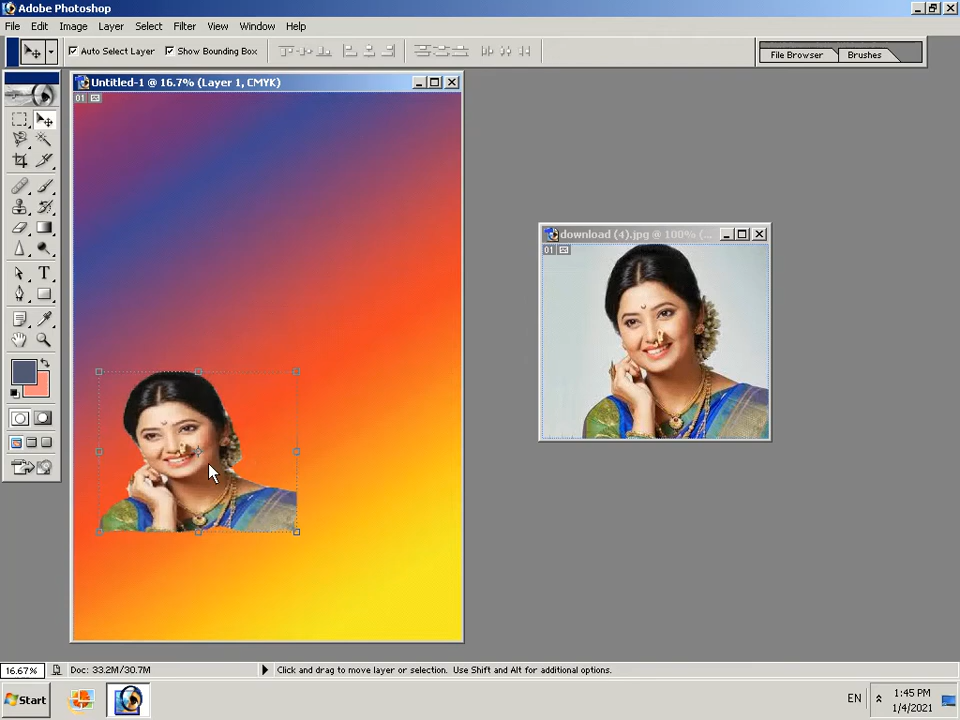 Adobe Photoshop
File Edit Image Layer Select Filter View Window Help
Auto Select Layer Show Bounding Box
File Browser Brushes
Untitled-1 @ 16.7% (Layer 1, CMYK)
01
download (4).jpg @ 100% (...
01
T
16.67% Doc: 33.2M/30.7M Click and drag to move layer or selection. Use Shift and Alt for additional options.
Start EN 1:45 PM
1/4/2021